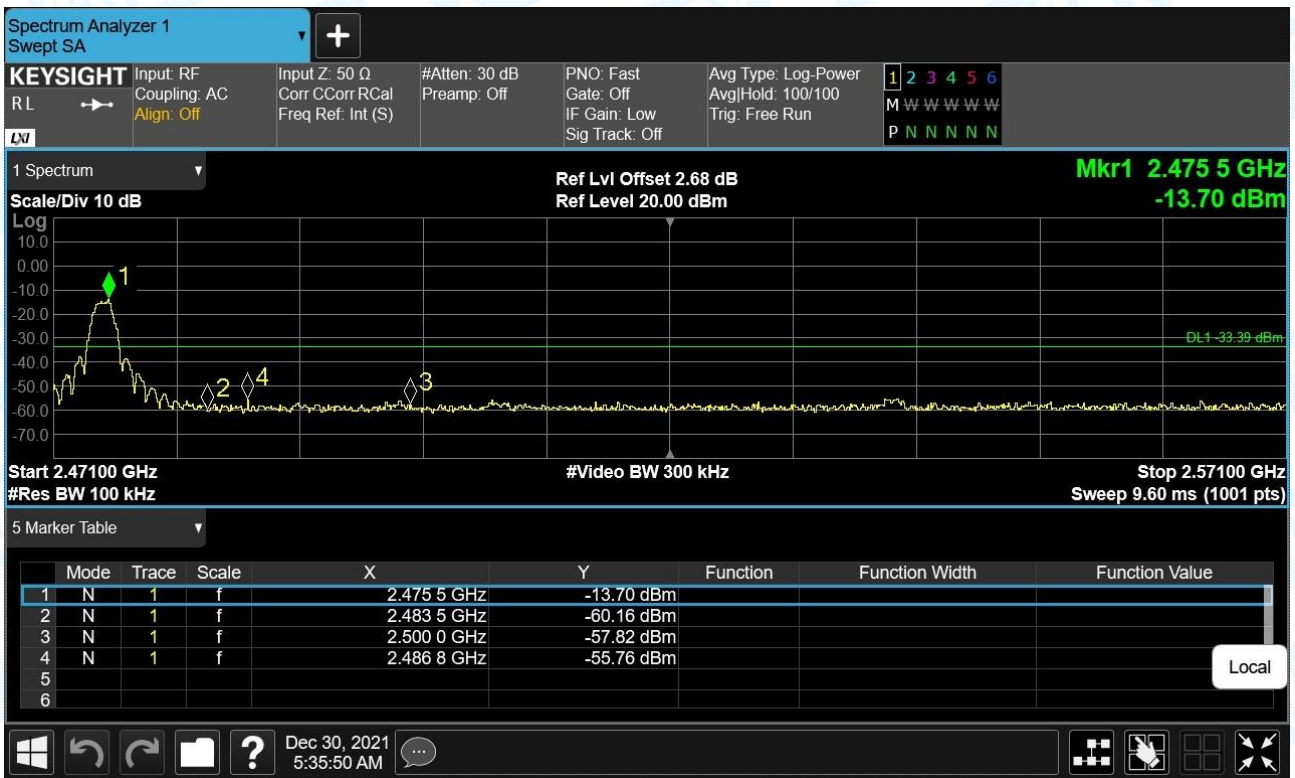 Spectrum Analyzer 1
Swept SA
+
KEYSIGHT Input: RF Input Z: 50 Ω #Atten: 30 dB PNO: Fast Avg Type: Log-Power 1 2 3 4 5 6
R L Coupling: AC Corr CCorr RCal Preamp: Off Gate: Off Avg|Hold: 100/100 M W W W W W
Align: Off Freq Ref: Int (S) IF Gain: Low Trig: Free Run
LXI Sig Track: Off P N N N N N
1 Spectrum
Ref Lvl Offset 2.68 dB Mkr1 2.475 5 GHz
Scale/Div 10 dB Ref Level 20.00 dBm -13.70 dBm
Log
10.0
0.00
1
-10.0
-20.0
-30.0
DL1 -33.39 dBm
-40.0
-50.0 2 4 3
-60.0
-70.0
Start 2.47100 GHz #Video BW 300 kHz Stop 2.57100 GHz
#Res BW 100 kHz Sweep 9.60 ms (1001 pts)
5 Marker Table
Mode Trace Scale X Y Function Function Width Function Value
1 N 1 f 2.475 5 GHz -13.70 dBm
2 N 1 f 2.483 5 GHz -60.16 dBm
3 N 1 f 2.500 0 GHz -57.82 dBm
4 N 1 f 2.486 8 GHz -55.76 dBm
5
6
Local
? Dec 30, 2021
5:35:50 AM